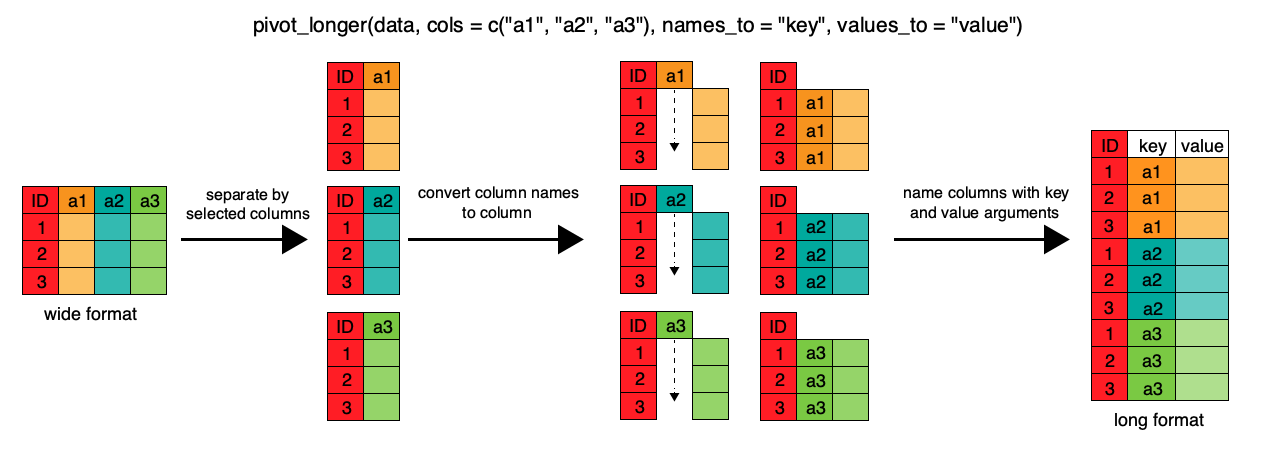 pivot_longer(data, cols = c("a1", "a2", "a3"), names_to = "key", values_to = "value")
ID a1 a2 a3
1
2
3
wide format
separate by
selected columns
ID a1
1
2
3
ID a2
1
2
3
ID a3
1
2
3
convert column names
to column
ID a1
1
2
3
ID a2
1
2
3
ID a3
1
2
3
ID
1 a1
2 a1
3 a1
ID
1 a2
2 a2
3 a2
ID
1 a3
2 a3
3 a3
name columns with key
and value arguments
ID key value
1 a1
2 a1
3 a1
1 a2
2 a2
3 a2
1 a3
2 a3
3 a3
long format